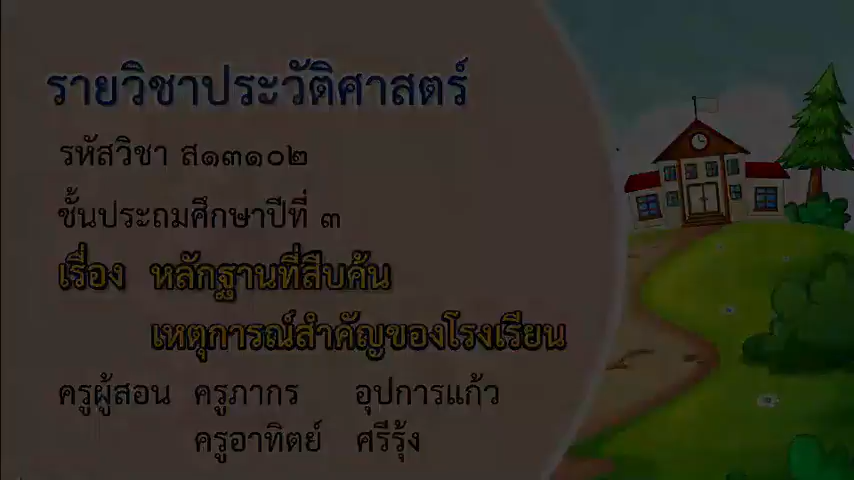 รายวิชาประวัติศาสตร์
รหัสวิชา ส๑๓๑๐๒
ชั้นประถมศึกษาปีที่ ๓
เรื่อง หลักฐานที่สืบค้น
เหตุการณ์สำคัญของโรงเรียน
ครูผู้สอน ครูภากร อุปการแก้ว
ครูอาทิตย์ ศรีรุ้ง